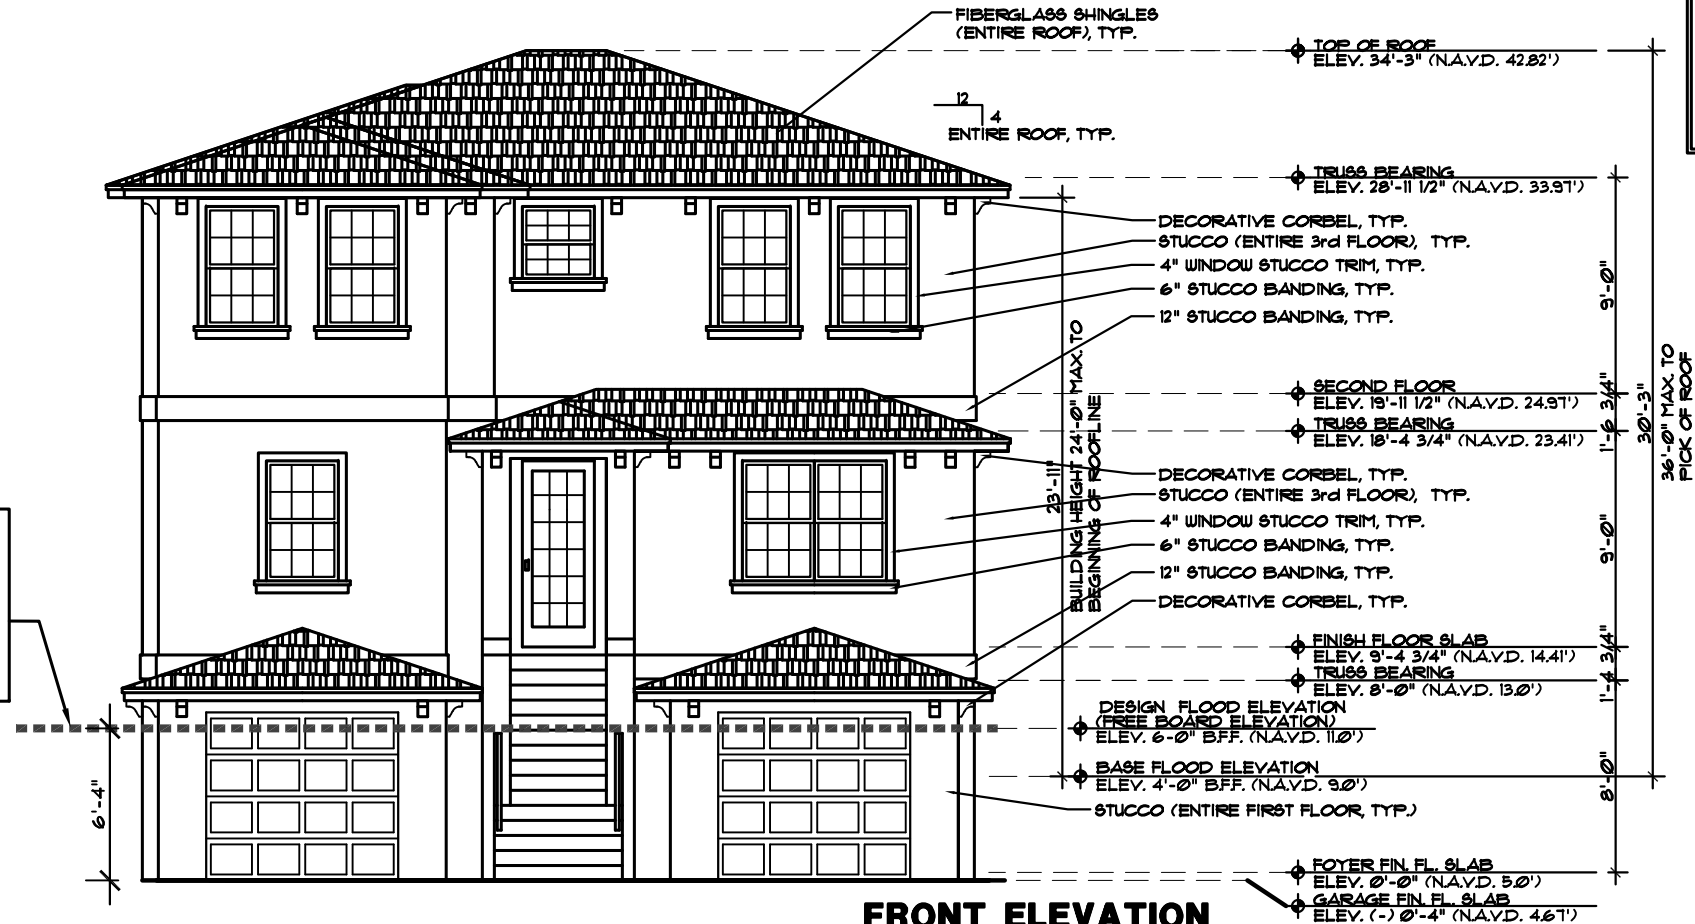 FIBERGLASS SHINGLES
(ENTIRE ROOF), TYP.
TOP OF ROOF
ELEV. 34'-3" (N.A.V.D. 42.82')
12
4
ENTIRE ROOF, TYP.
TRUSS BEARING
ELEV. 28'-11 1/2" (N.A.V.D. 33.97')
DECORATIVE CORBEL, TYP.
STUCCO (ENTIRE 3rd FLOOR), TYP.
4" WINDOW STUCCO TRIM, TYP.
6" STUCCO BANDING, TYP.
12" STUCCO BANDING, TYP.
9'-0"
SECOND FLOOR
ELEV. 19'-11 1/2" (N.A.V.D. 24.97')
TRUSS BEARING
ELEV. 18'-4 3/4" (N.A.V.D. 23.41')
1'-6 3/4"
30'-3"
36'-0" MAX. TO
PICK OF ROOF
23'-11"
BUILDING HEIGHT 24'-0" MAX. TO
BEGINNING OF ROOFLINE
DECORATIVE CORBEL, TYP.
STUCCO (ENTIRE 3rd FLOOR), TYP.
4" WINDOW STUCCO TRIM, TYP.
6" STUCCO BANDING, TYP.
12" STUCCO BANDING, TYP.
DECORATIVE CORBEL, TYP.
9'-0"
FINISH FLOOR SLAB
ELEV. 9'-4 3/4" (N.A.V.D. 14.41')
TRUSS BEARING
ELEV. 8'-0" (N.A.V.D. 13.0')
1'-4 3/4"
DESIGN FLOOD ELEVATION
(FREE BOARD ELEVATION)
ELEV. 6-0" B.F.F. (N.A.V.D. 11.0')
BASE FLOOD ELEVATION
ELEV. 4'-0" B.F.F. (N.A.V.D. 9.0')
STUCCO (ENTIRE FIRST FLOOR, TYP.)
8'-0"
6'-4"
FOYER FIN. FL. SLAB
ELEV. 0'-0" (N.A.V.D. 5.0')
GARAGE FIN. FL. SLAB
ELEV. (-) 0'-4" (N.A.V.D. 4.67')
FRONT ELEVATION